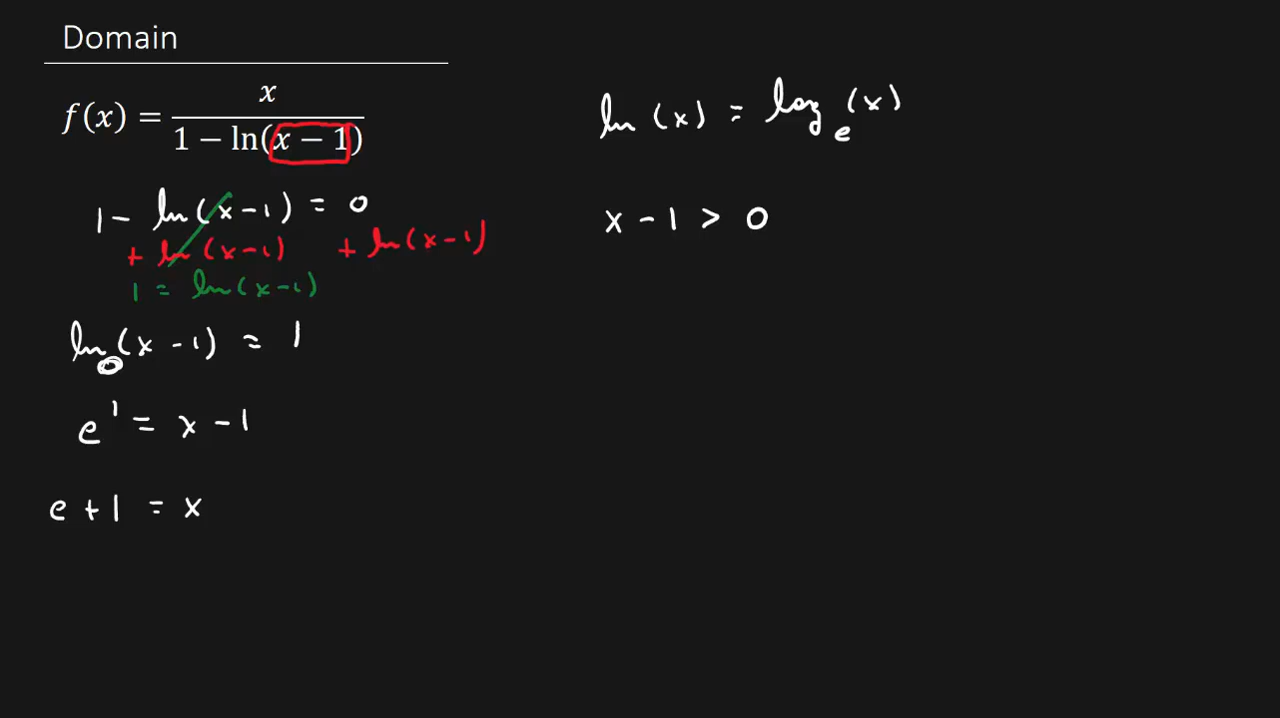 Domain
f(x) = x / (1 − ln(x − 1))
1 - ln(x-1) = 0
+ ln(x-1) + ln(x-1)
1 = ln(x-1)
ln(x-1) = 1
e^1 = x - 1
e + 1 = x
ln(x) = log_e(x)
x - 1 > 0